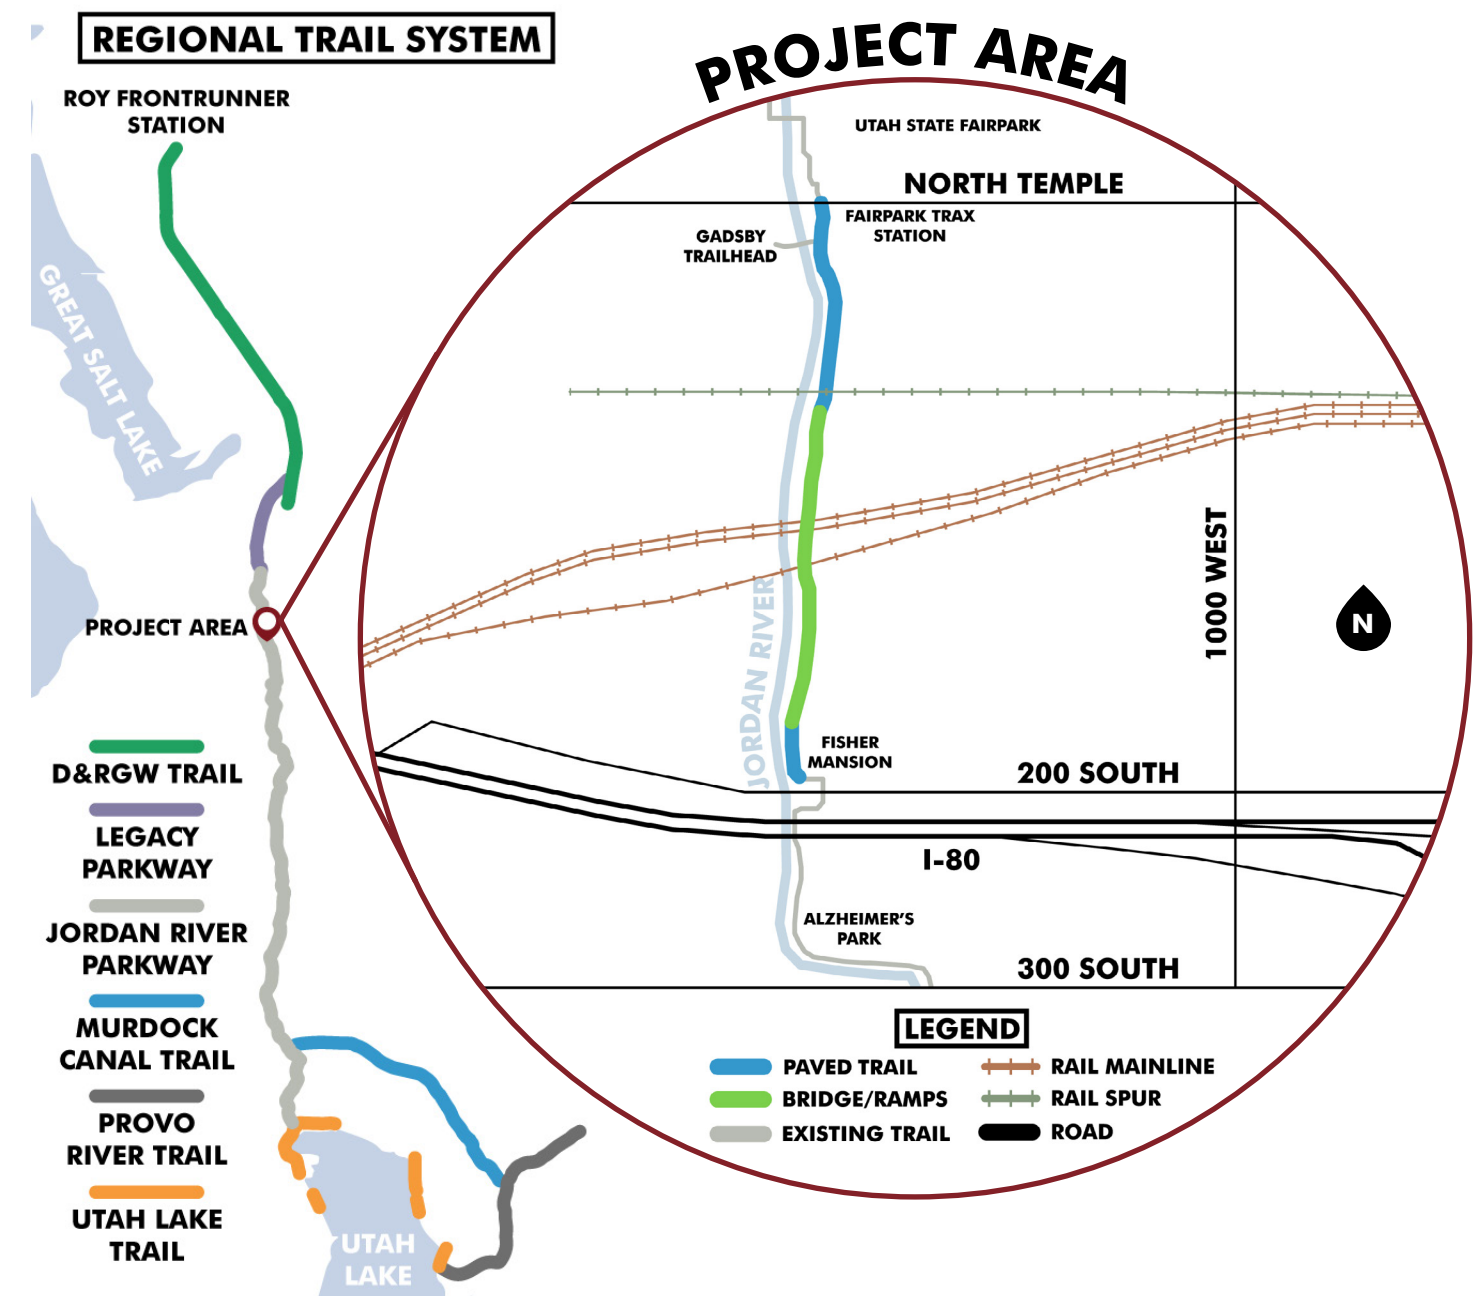 REGIONAL TRAIL SYSTEM
ROY FRONTRUNNER
STATION
GREAT SALT LAKE
PROJECT AREA
D&RGW TRAIL
LEGACY
PARKWAY
JORDAN RIVER
PARKWAY
MURDOCK
CANAL TRAIL
PROVO
RIVER TRAIL
UTAH LAKE
TRAIL
UTAH
LAKE
PROJECT AREA
UTAH STATE FAIRPARK
NORTH TEMPLE
FAIRPARK TRAX
STATION
GADSBY
TRAILHEAD
1000 WEST
N
JORDAN RIVER
FISHER
MANSION
200 SOUTH
I-80
ALZHEIMER'S
PARK
300 SOUTH
LEGEND
PAVED TRAIL
BRIDGE/RAMPS
EXISTING TRAIL
RAIL MAINLINE
RAIL SPUR
ROAD